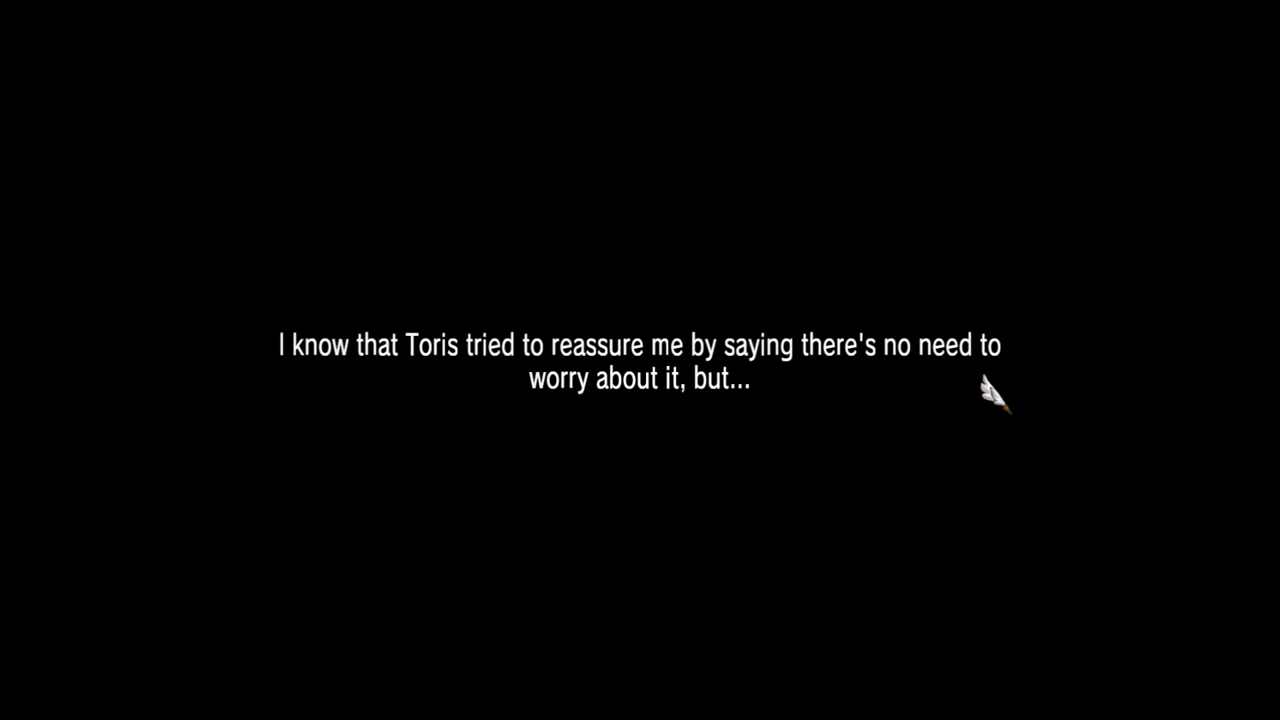 I know that Toris tried to reassure me by saying there's no need to
worry about it, but...